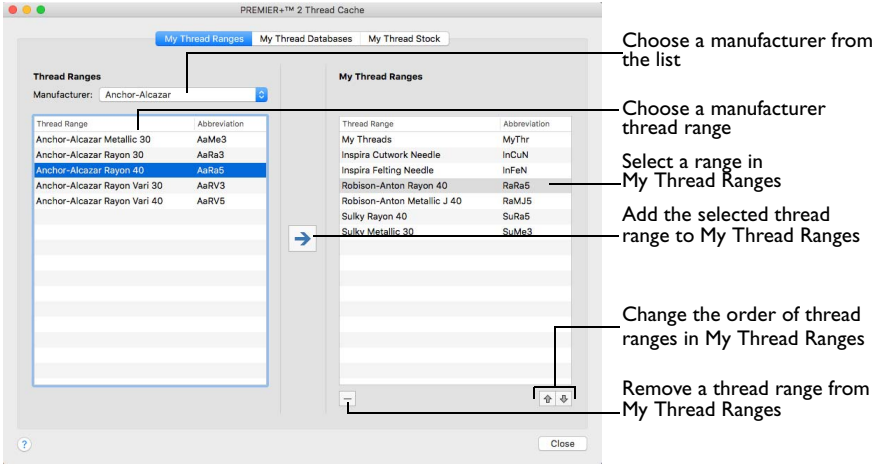 PREMIER+™ 2 Thread Cache
My Thread Ranges My Thread Databases My Thread Stock
Thread Ranges
Manufacturer: Anchor-Alcazar
Thread Range Abbreviation
Anchor-Alcazar Metallic 30 AaMe3
Anchor-Alcazar Rayon 30 AaRa3
Anchor-Alcazar Rayon 40 AaRa5
Anchor-Alcazar Rayon Vari 30 AaRV3
Anchor-Alcazar Rayon Vari 40 AaRV5
My Thread Ranges
Thread Range Abbreviation
My Threads MyThr
Inspira Cutwork Needle InCuN
Inspira Felting Needle InFeN
Robison-Anton Rayon 40 RaRa5
Robison-Anton Metallic J 40 RaMJ5
Sulky Rayon 40 SuRa5
Sulky Metallic 30 SuMe3
? Close
Choose a manufacturer from
the list
Choose a manufacturer
thread range
Select a range in
My Thread Ranges
Add the selected thread
range to My Thread Ranges
Change the order of thread
ranges in My Thread Ranges
Remove a thread range from
My Thread Ranges